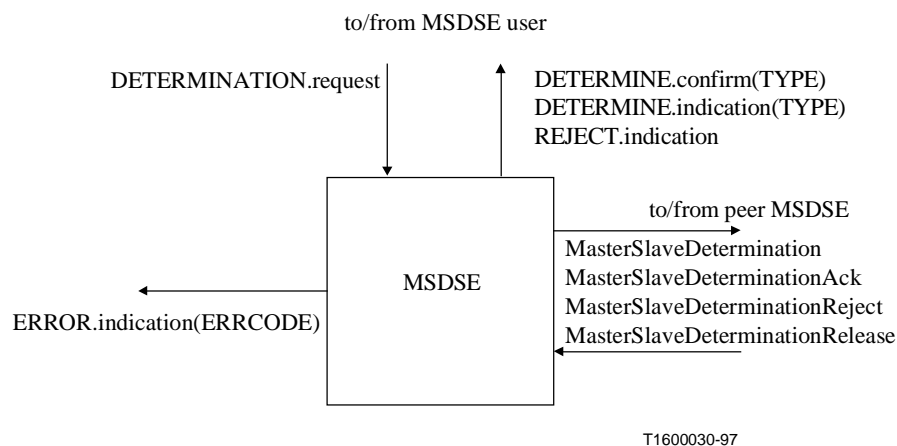 to/from MSDSE user
DETERMINATION.request
DETERMINE.confirm(TYPE)
DETERMINE.indication(TYPE)
REJECT.indication
to/from peer MSDSE
MasterSlaveDetermination
MasterSlaveDeterminationAck
MasterSlaveDeterminationReject
MasterSlaveDeterminationRelease
MSDSE
ERROR.indication(ERRCODE)
T1600030-97